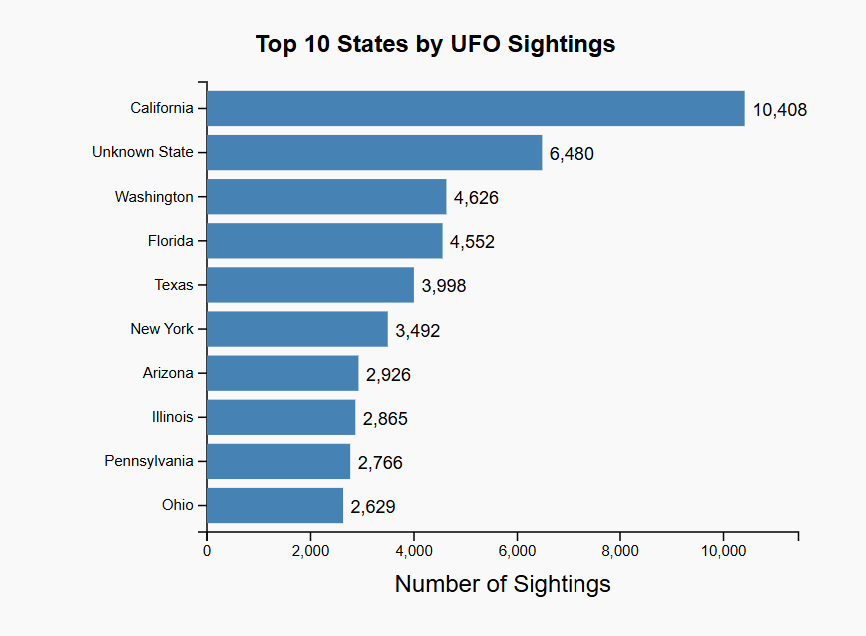 Top 10 States by UFO Sightings
California 10,408
Unknown State 6,480
Washington 4,626
Florida 4,552
Texas 3,998
New York 3,492
Arizona 2,926
Illinois 2,865
Pennsylvania 2,766
Ohio 2,629
0 2,000 4,000 6,000 8,000 10,000
Number of Sightings